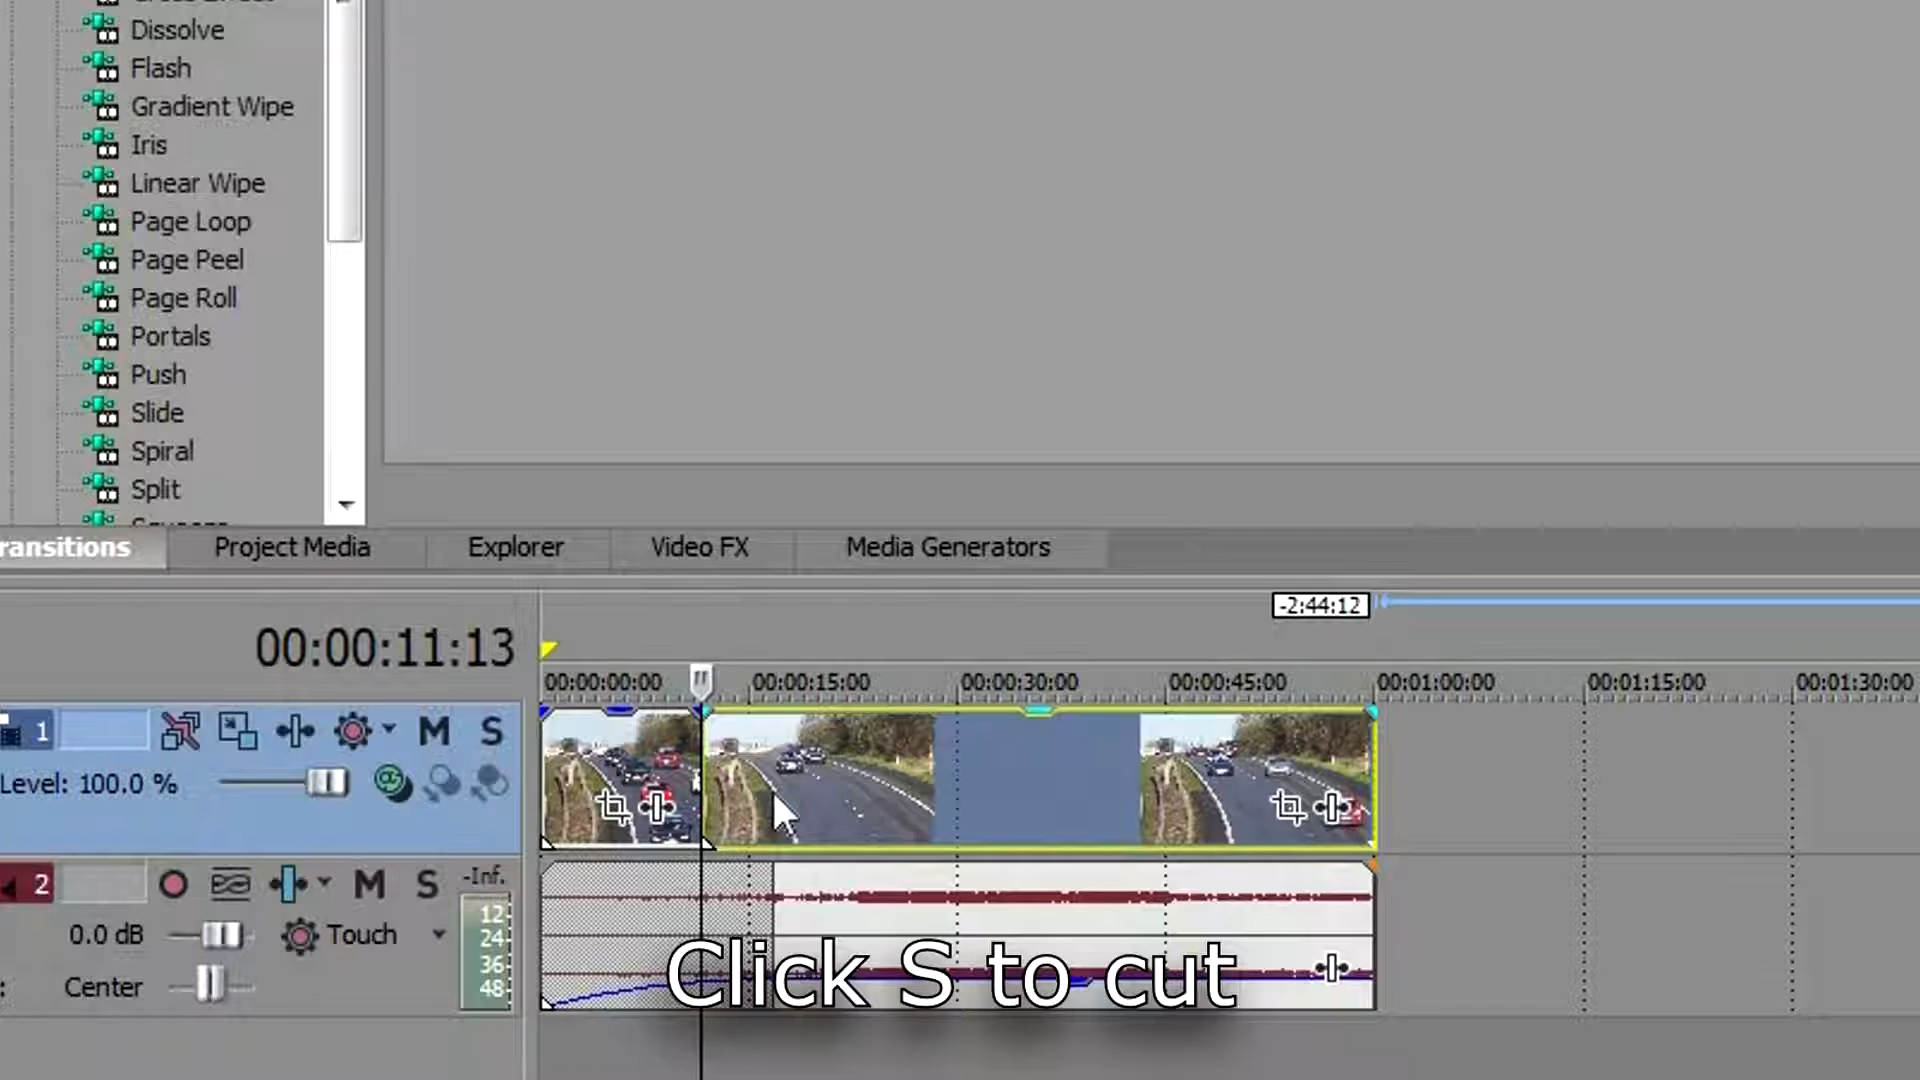 Dissolve
Flash
Gradient Wipe
Iris
Linear Wipe
Page Loop
Page Peel
Page Roll
Portals
Push
Slide
Spiral
Split
ransitions
Project Media
Explorer
Video FX
Media Generators
-2:44:12
00:00:11:13
00:00:00:00
00:00:15:00
00:00:30:00
00:00:45:00
00:01:00:00
00:01:15:00
00:01:30:00
1
M
S
Level: 100.0 %
2
M
S
-Inf.
12
24
36
48
0.0 dB
Touch
: Center
Click S to cut